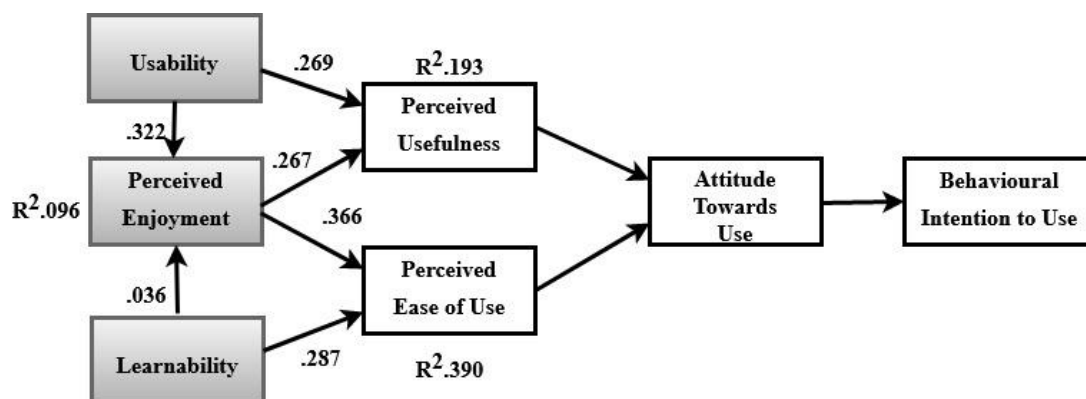 Usability
.269
R².193
Perceived
Usefulness
.322
Perceived
Enjoyment
R².096
.267
.366
Attitude
Towards
Use
Behavioural
Intention to Use
Perceived
Ease of Use
.036
Learnability
.287
R².390